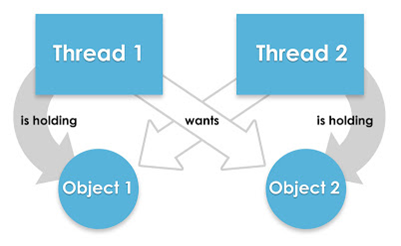 Thread 1
Thread 2
is holding
wants
is holding
Object 1
Object 2